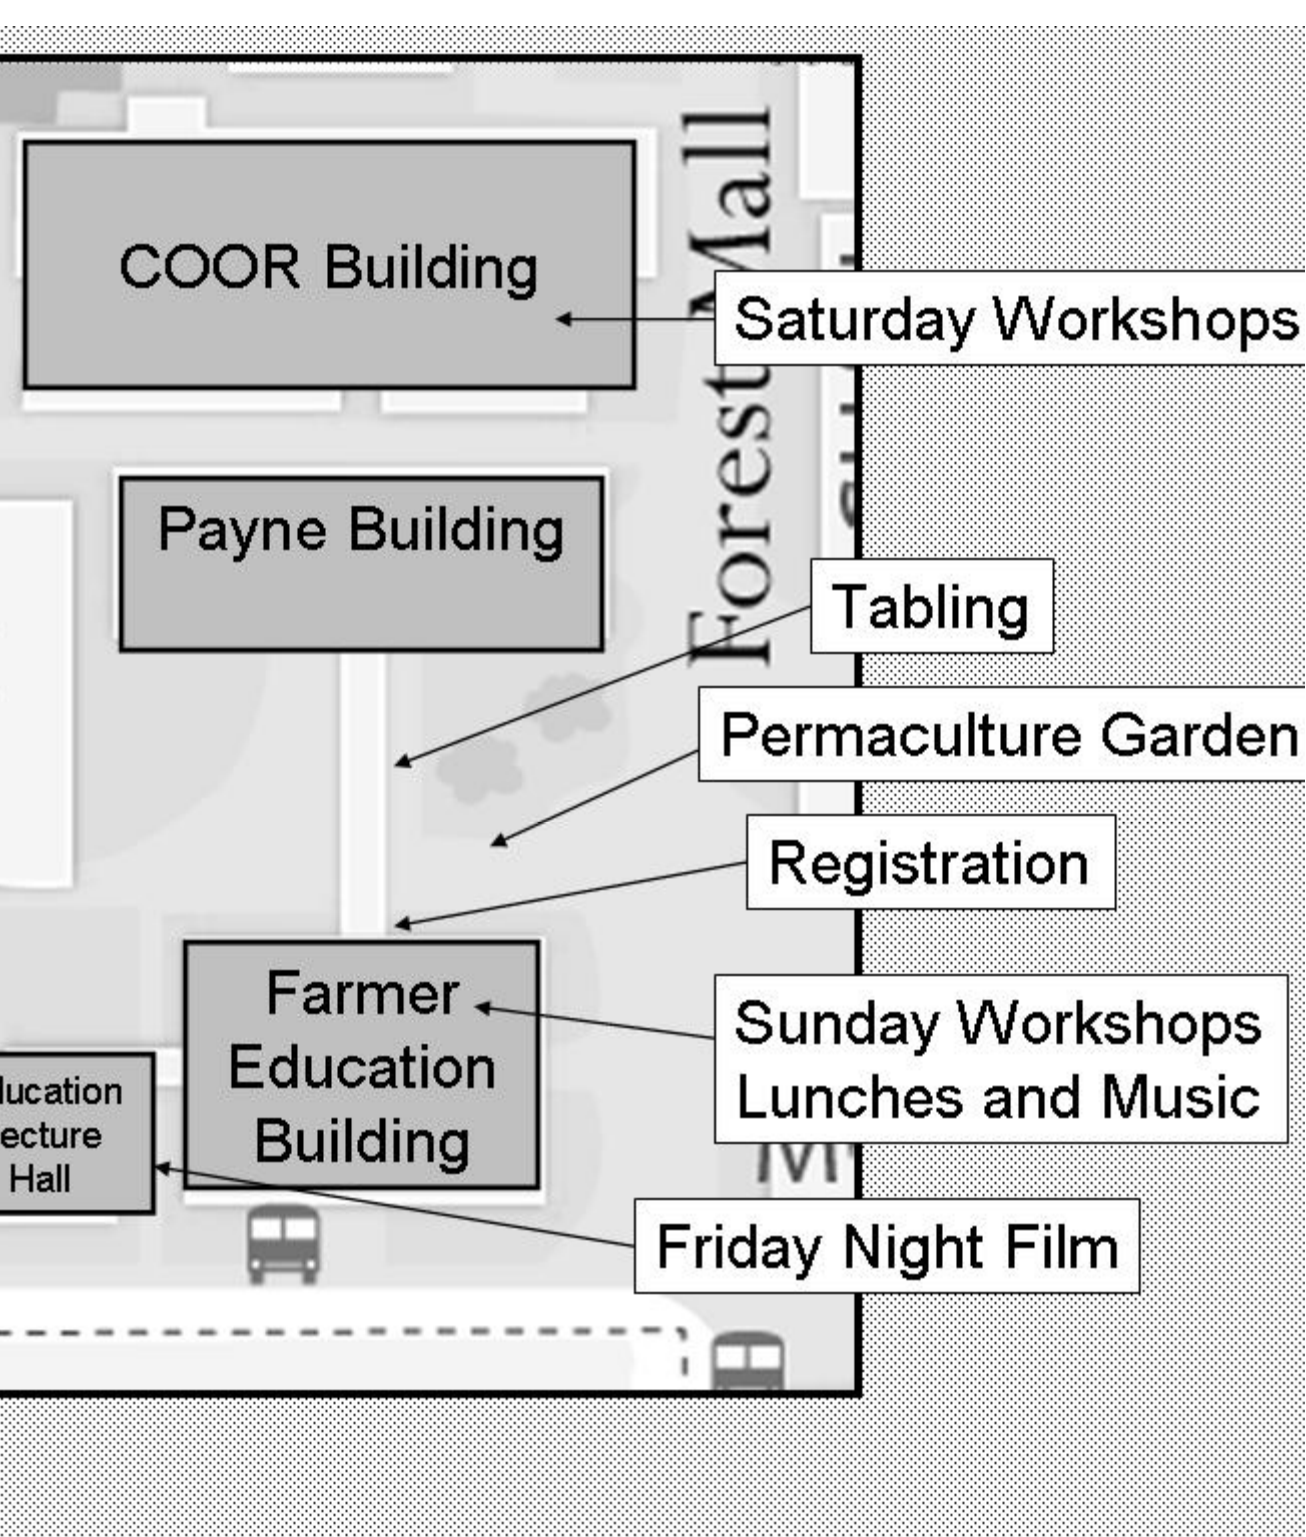 COOR Building
Forest Mall
Saturday Workshops
Payne Building
Tabling
Permaculture Garden
Registration
Farmer
Education
Building
Sunday Workshops
Lunches and Music
ducation
ecture
Hall
Friday Night Film